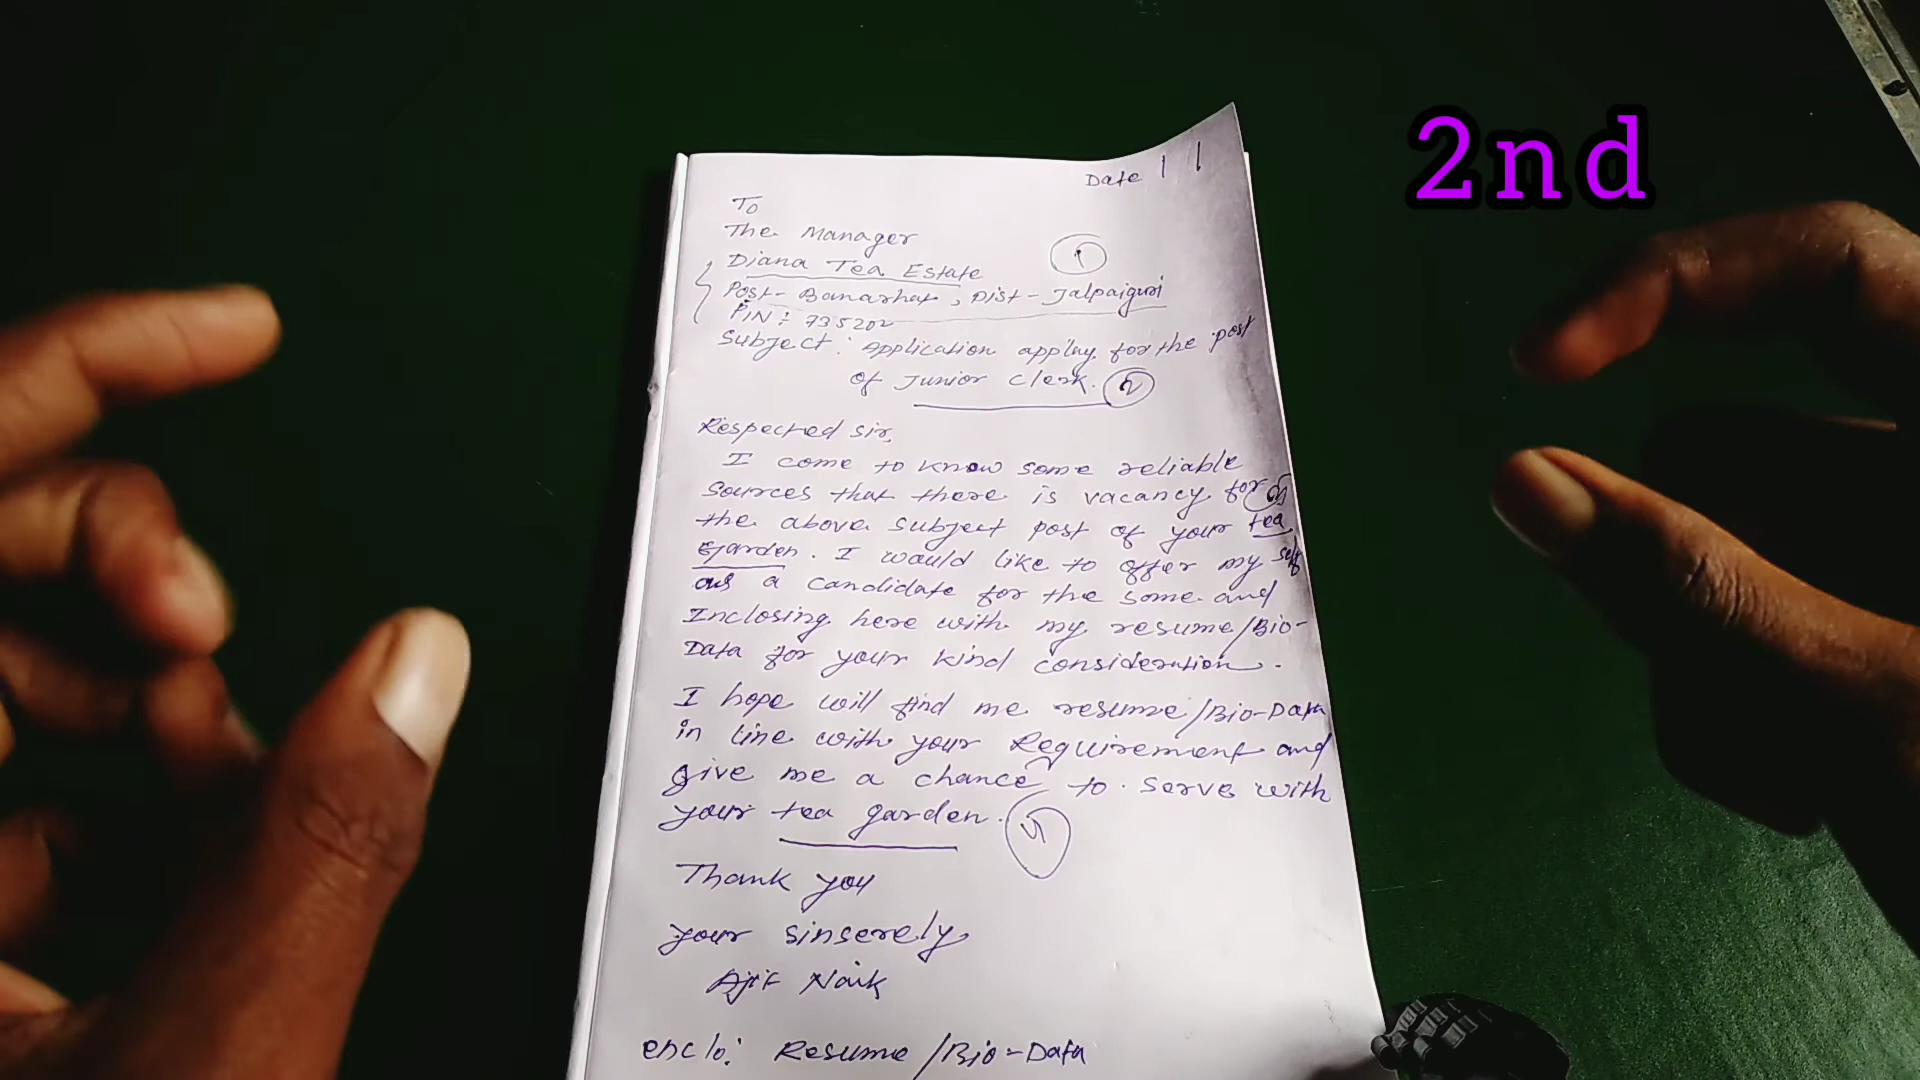 2nd
Date / /
To
The Manager
Diana Tea Estate
Post - Banarhat, Dist - Jalpaiguri
PIN: 735202
Subject: Application applay for the post
of Junior Clerk.
Respected sir,
I come to know some reliable
Sources that there is vacancy for
the above subject post of your tea
Garden. I would like to offer my self
as a candidate for the some and
Inclosing here with my resume/Bio-
Data for your kind consideration.
I hope will find me resume/Bio-Data
in line with your Requirement and
give me a chance to serve with
your tea garden.
Thank you
your sinserely
Ajit Naik
enclo: Resume/Bio-Data